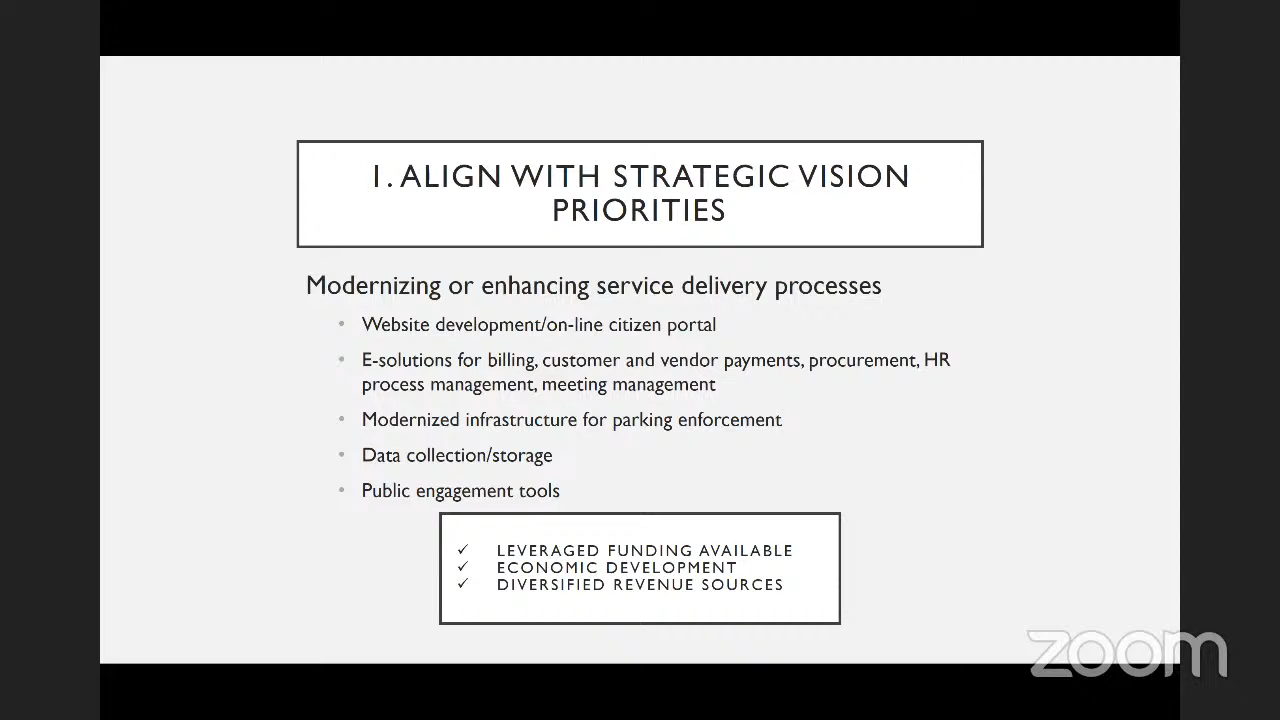 1. ALIGN WITH STRATEGIC VISION
PRIORITIES
Modernizing or enhancing service delivery processes
• Website development/on-line citizen portal
• E-solutions for billing, customer and vendor payments, procurement, HR
process management, meeting management
• Modernized infrastructure for parking enforcement
• Data collection/storage
• Public engagement tools
✓ LEVERAGED FUNDING AVAILABLE
✓ ECONOMIC DEVELOPMENT
✓ DIVERSIFIED REVENUE SOURCES
zoom